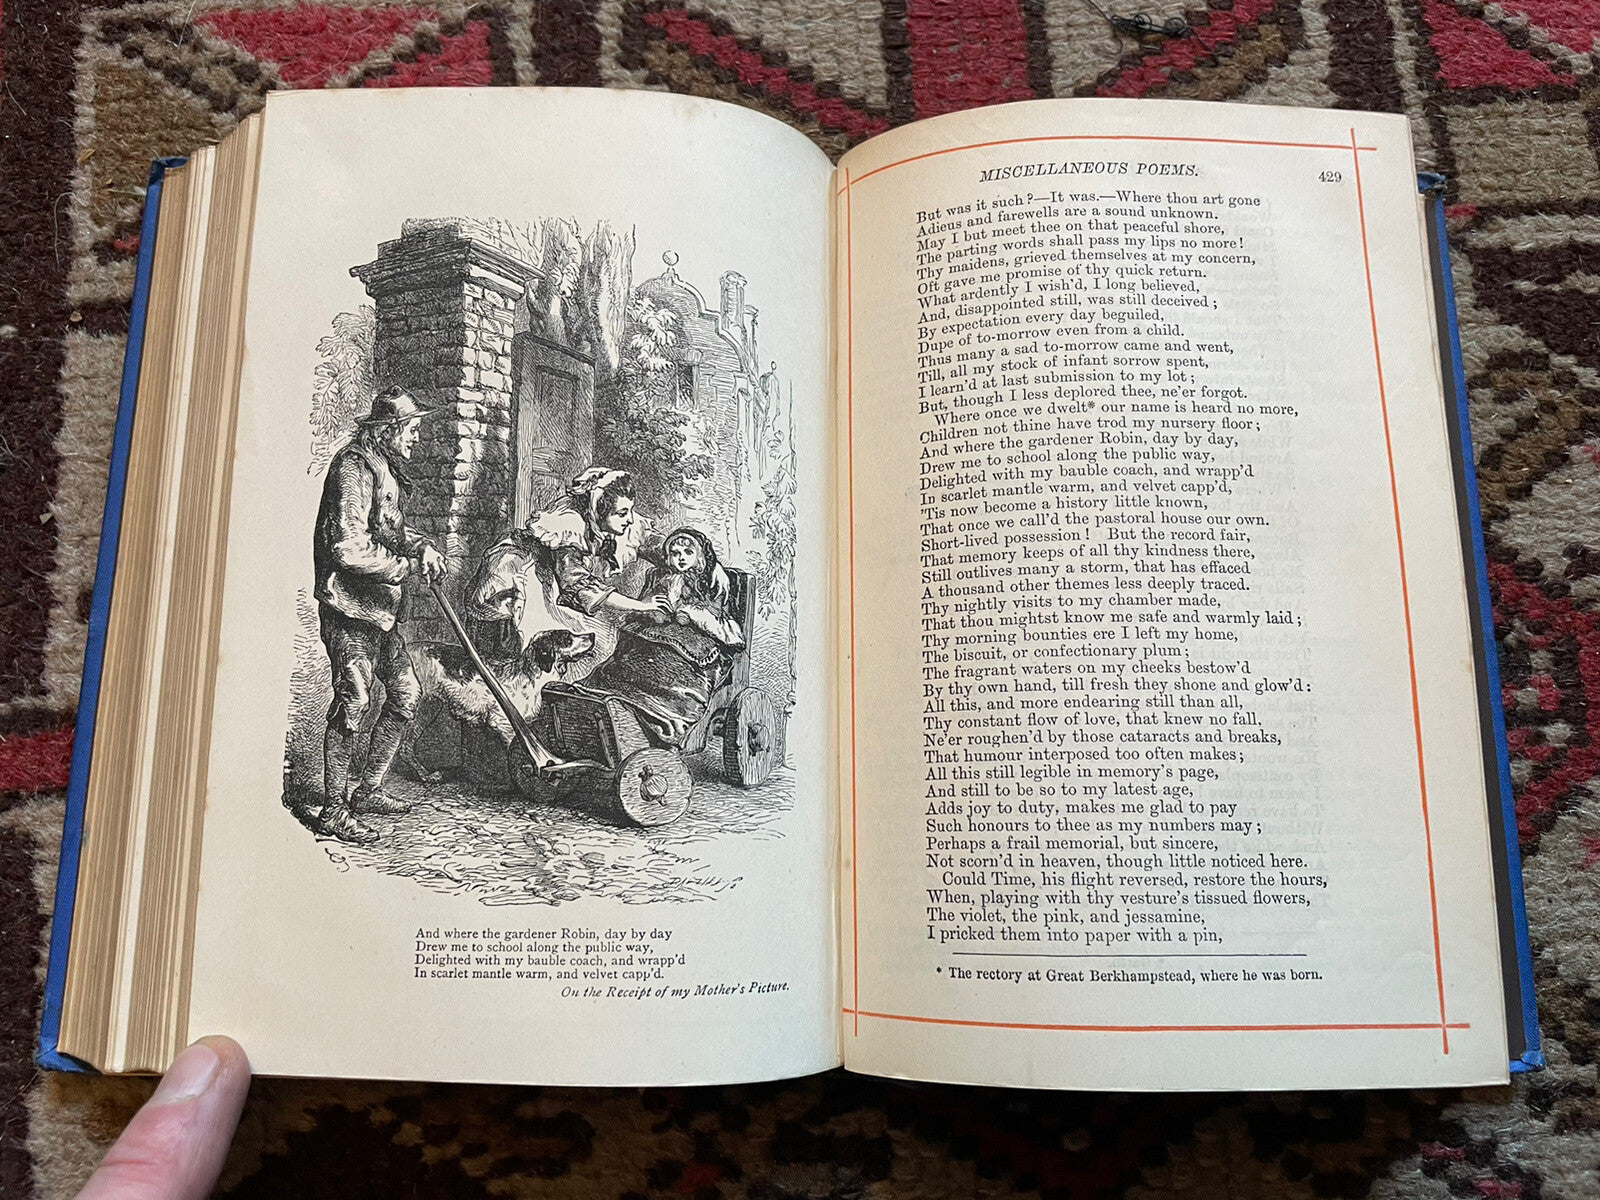 And where the gardener Robin, day by day
Drew me to school along the public way,
Delighted with my bauble coach, and wrapp'd
In scarlet mantle warm, and velvet capp'd.
On the Receipt of my Mother's Picture.
MISCELLANEOUS POEMS. 429
But was it such?—It was.—Where thou art gone
Adieus and farewells are a sound unknown.
May I but meet thee on that peaceful shore,
The parting words shall pass my lips no more!
Thy maidens, grieved themselves at my concern,
Oft gave me promise of thy quick return.
What ardently I wish'd, I long believed,
And, disappointed still, was still deceived;
By expectation every day beguiled,
Dupe of to-morrow even from a child.
Thus many a sad to-morrow came and went,
Till, all my stock of infant sorrow spent,
I learn'd at last submission to my lot;
But, though I less deplored thee, ne'er forgot.
Where once we dwelt* our name is heard no more,
Children not thine have trod my nursery floor;
And where the gardener Robin, day by day,
Drew me to school along the public way,
Delighted with my bauble coach, and wrapp'd
In scarlet mantle warm, and velvet capp'd,
'Tis now become a history little known,
That once we call'd the pastoral house our own.
Short-lived possession! But the record fair,
That memory keeps of all thy kindness there,
Still outlives many a storm, that has effaced
A thousand other themes less deeply traced.
Thy nightly visits to my chamber made,
That thou mightst know me safe and warmly laid;
Thy morning bounties ere I left my home,
The biscuit, or confectionary plum;
The fragrant waters on my cheeks bestow'd
By thy own hand, till fresh they shone and glow'd:
All this, and more endearing still than all,
Thy constant flow of love, that knew no fall,
Ne'er roughen'd by those cataracts and breaks,
That humour interposed too often makes;
All this still legible in memory's page,
And still to be so to my latest age,
Adds joy to duty, makes me glad to pay
Such honours to thee as my numbers may;
Perhaps a frail memorial, but sincere,
Not scorn'd in heaven, though little noticed here.
Could Time, his flight reversed, restore the hours,
When, playing with thy vesture's tissued flowers,
The violet, the pink, and jessamine,
I pricked them into paper with a pin,
* The rectory at Great Berkhampstead, where he was born.